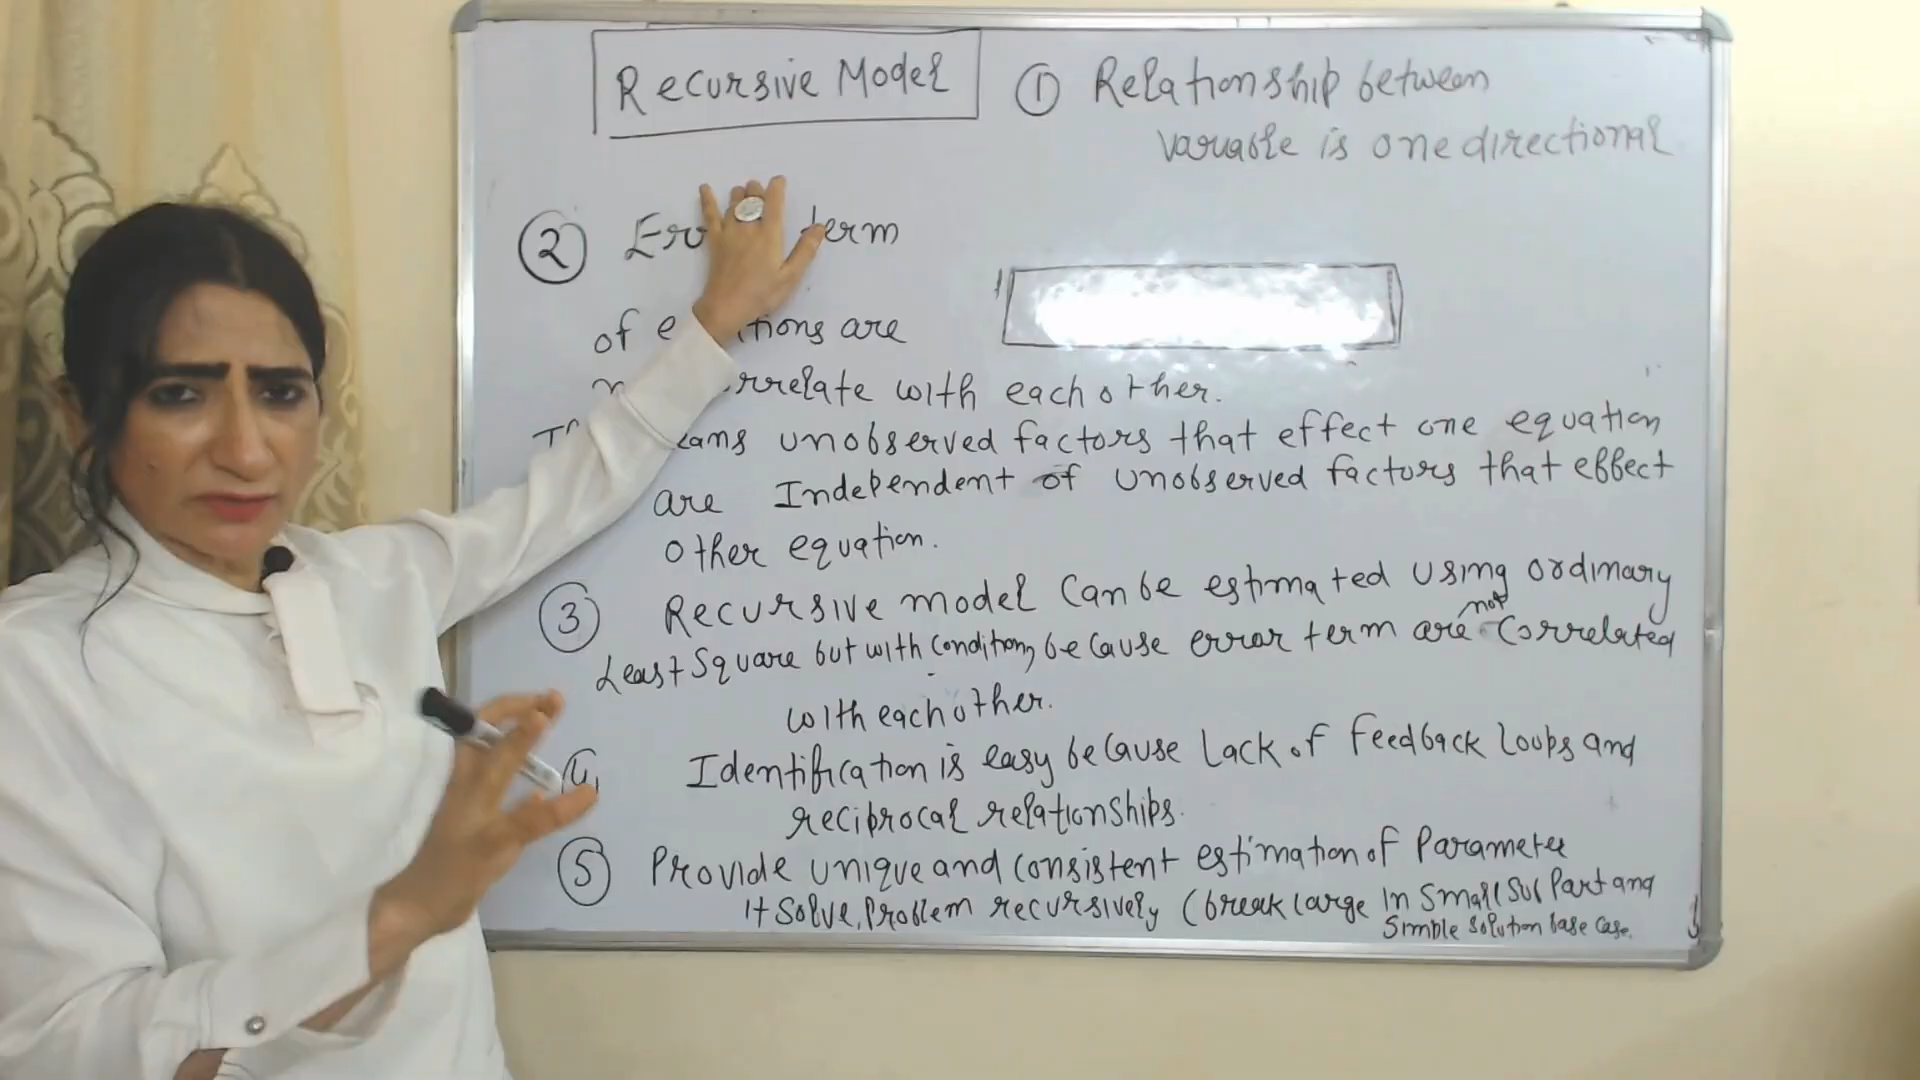 Recursive Model
① Relationship between
variable is one directional
② term
of are
with each other.
unobserved factors that effect one equation
are Independent of unobserved factors that effect
other equation.
③ Recursive model can be estimated using ordinary
Least Square but with condition, because error term are not correlated
with each other.
Identification is easy because Lack of feedback Loops and
reciprocal relationships.
⑤ Provide unique and consistent estimation of Parameter
It Solve, Problem recursively (break large In Small Sub Part and
Simple Solution base case.